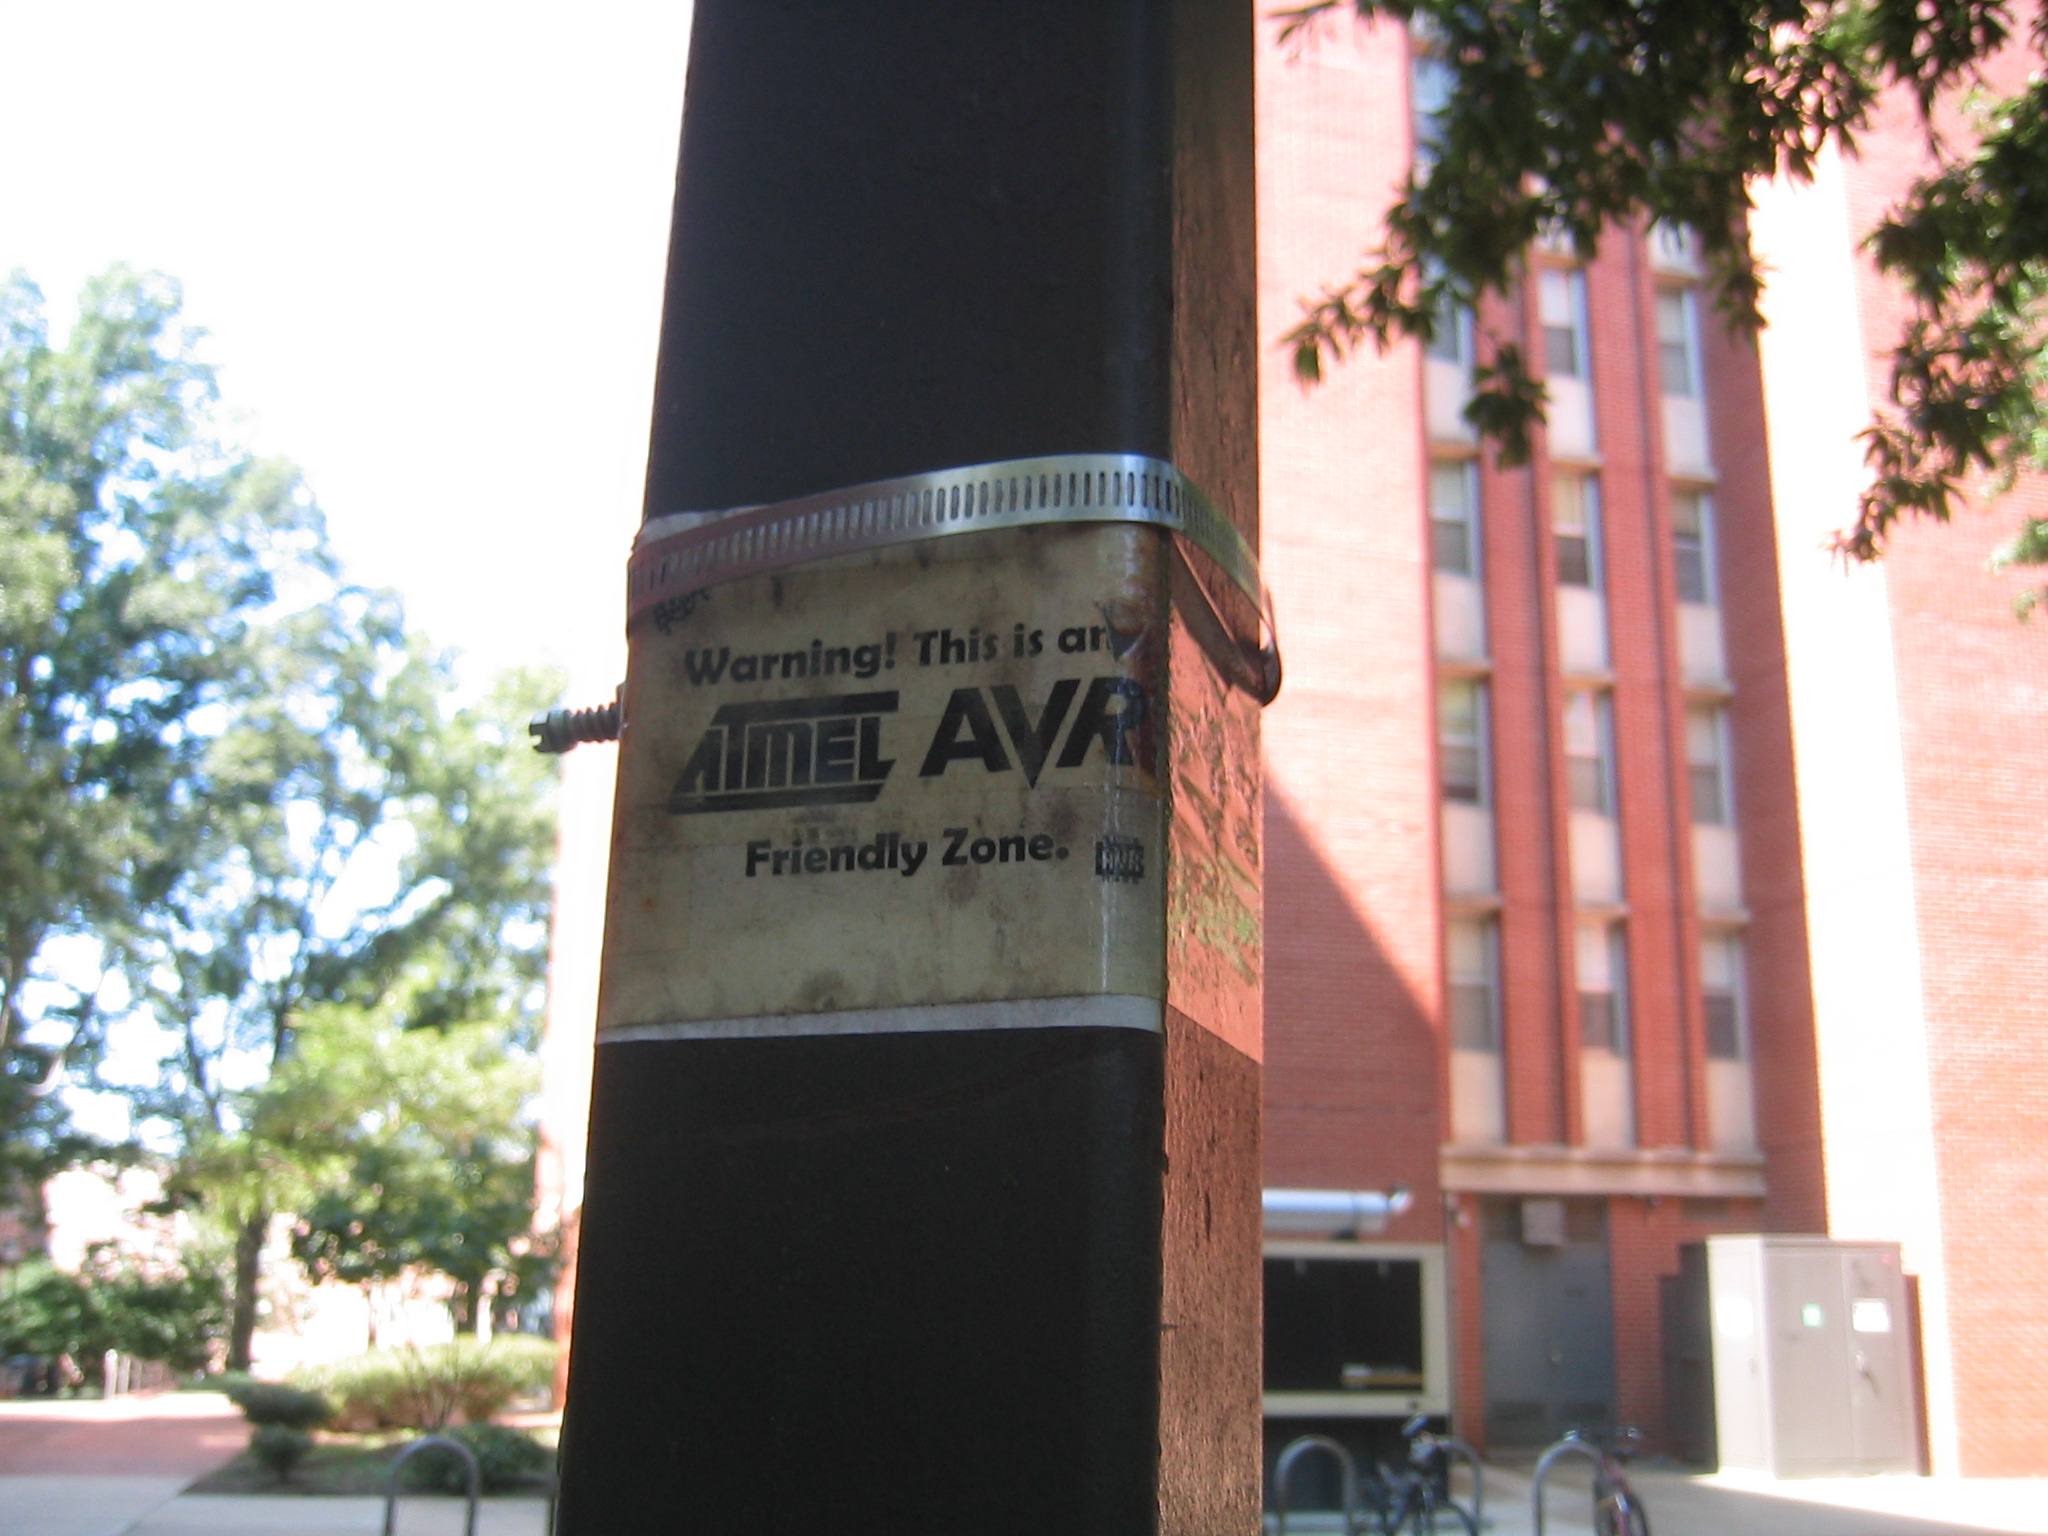 Warning! This is an
ATMEL AVR
Friendly Zone.